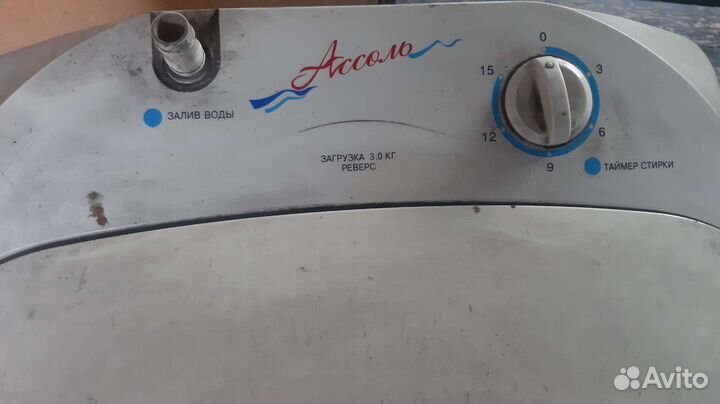 Ассоль
ЗАЛИВ ВОДЫ
ЗАГРУЗКА 3,0 КГ
РЕВЕРС
0
3
6
9
12
15
ТАЙМЕР СТИРКИ
Avito